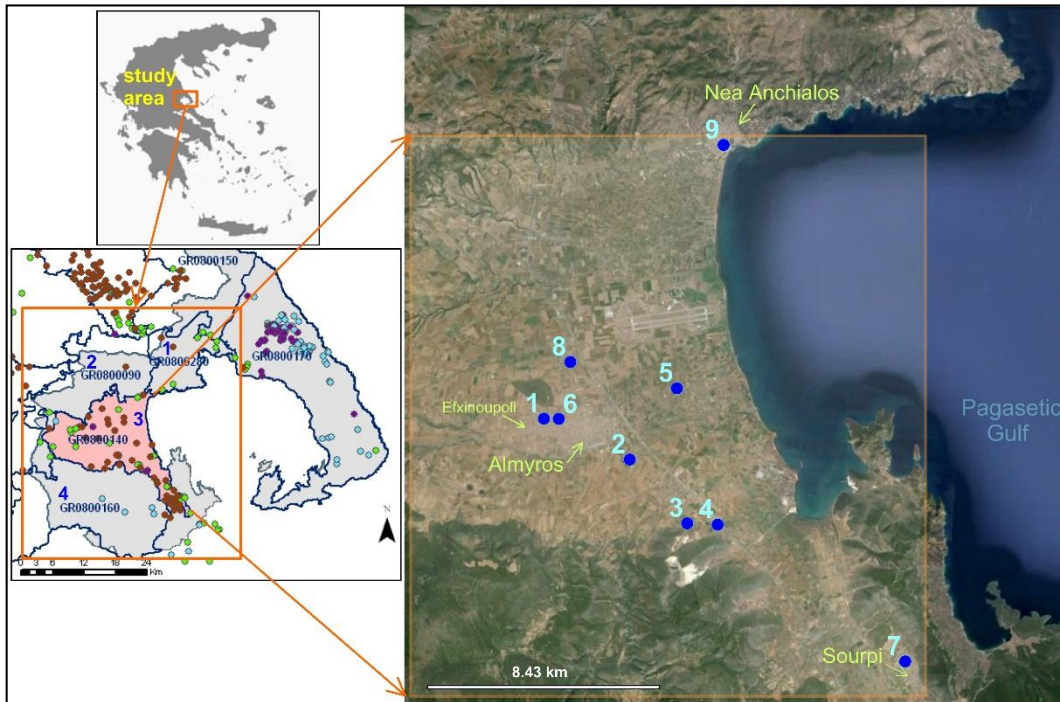 study
area
GR0800150
1
GR0800280
GR0800170
2
GR0800090
3
GR0800140
4
GR0800160
N
0 3 6 12 18 24
Km
Nea Anchialos
9
8
5
Efxinoupoli
1
6
Almyros
2
Pagasetic
Gulf
3
4
7
Sourpi
8.43 km